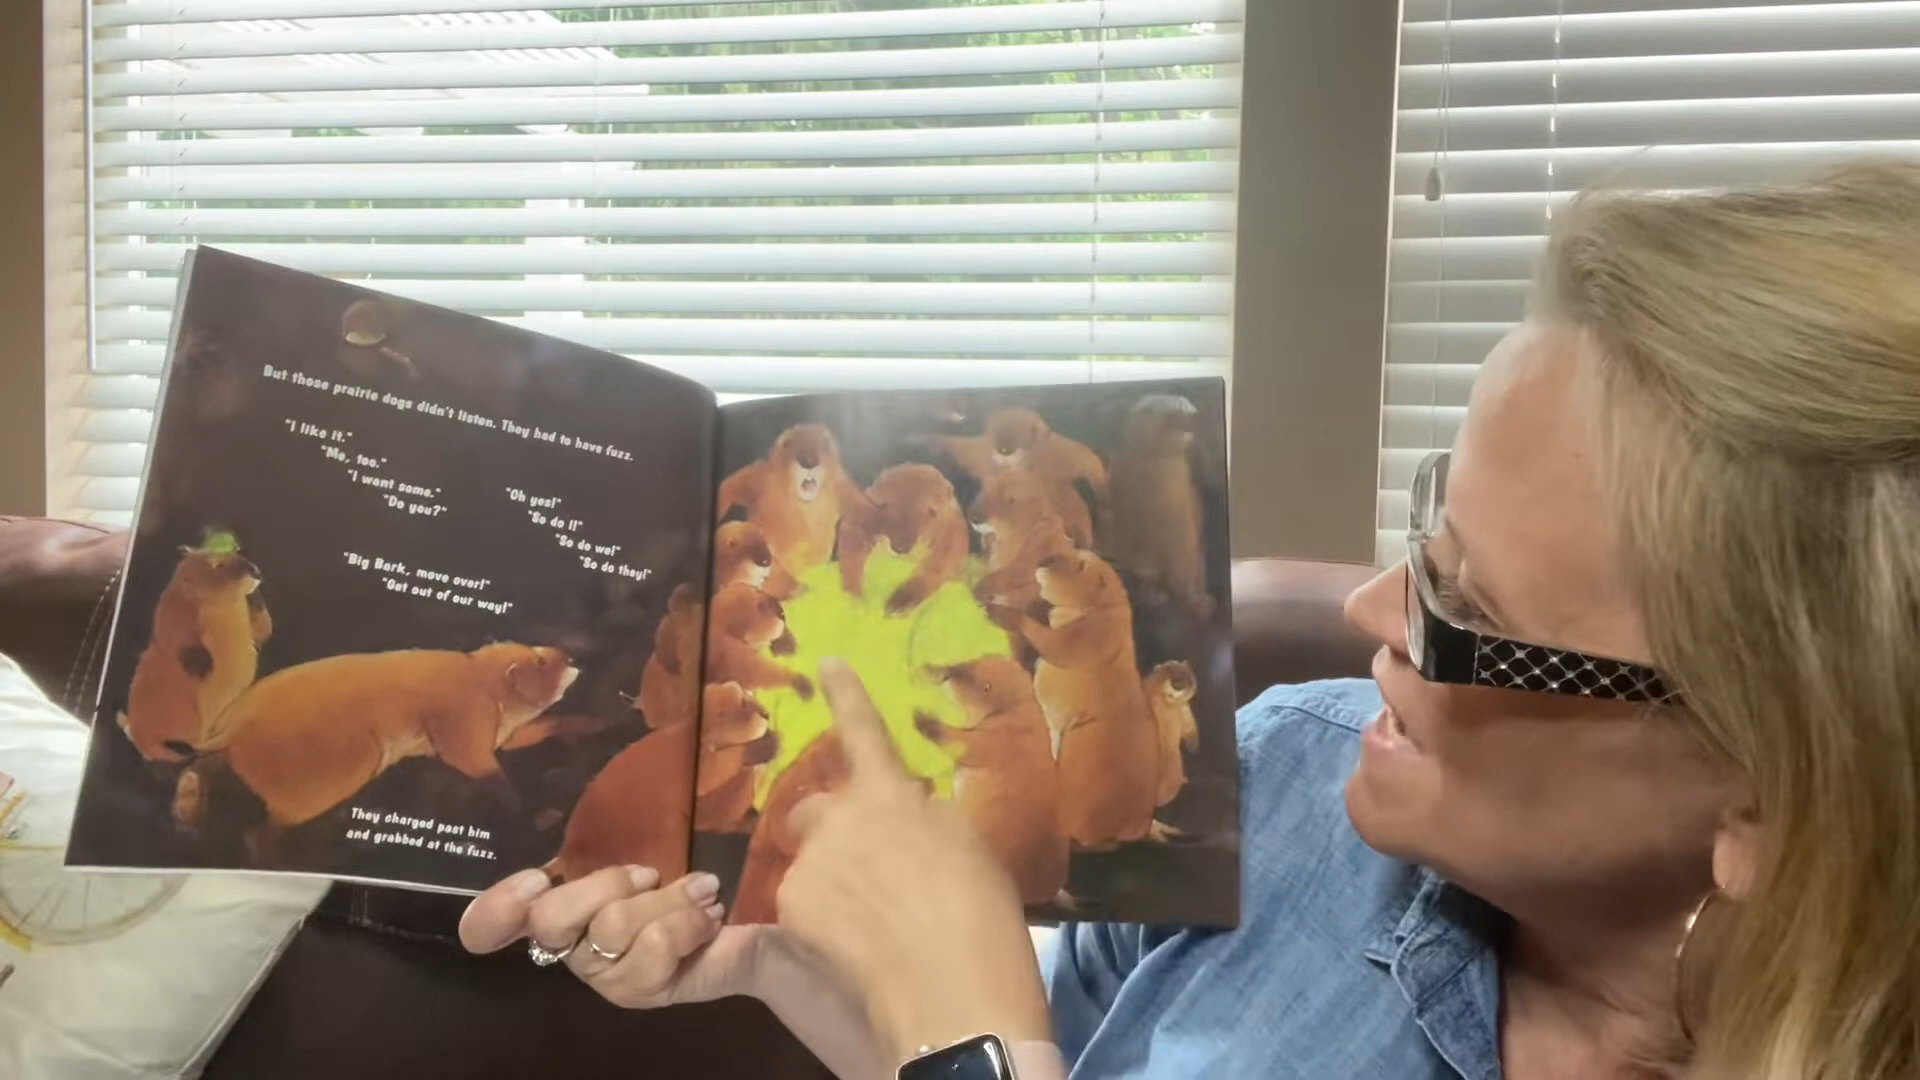 But those prairie dogs didn't listen. They had to have fuzz.
"I like it."
"Me, too."
"I want some."
"Do you?"
"Oh yes!"
"So do I!"
"So do we!"
"So do they!"
"Big Bark, move over!"
"Get out of our way!"
They charged past him
and grabbed at the fuzz.